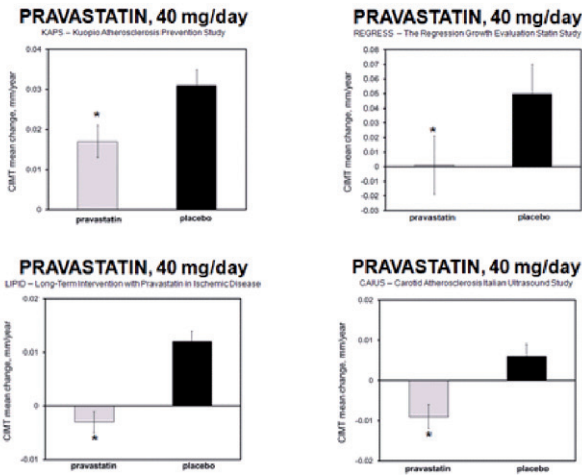 PRAVASTATIN, 40 mg/day
KAPS – Kuopio Atherosclerosis Prevention Study
CIMT mean change, mm/year
0.04
0.03
0.02
0.01
0
*
pravastatin
placebo
PRAVASTATIN, 40 mg/day
REGRESS – The Regression Growth Evaluation Statin Study
CIMT mean change, mm/year
0.08
0.07
0.06
0.05
0.04
0.03
0.02
0.01
0
-0.01
-0.02
-0.03
*
pravastatin
placebo
PRAVASTATIN, 40 mg/day
LIPID – Long-Term Intervention with Pravastatin in Ischemic Disease
CIMT mean change, mm/year
0.02
0.01
0
-0.01
*
pravastatin
placebo
PRAVASTATIN, 40 mg/day
CAIUS – Carotid Atherosclerosis Italian Ultrasound Study
CIMT mean change, mm/year
0.02
0.01
0
-0.01
-0.02
*
pravastatin
placebo